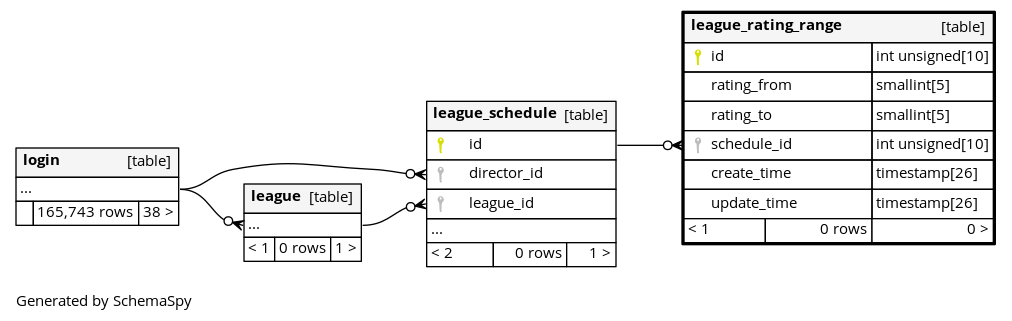 league_rating_range [table]
id int unsigned[10]
rating_from smallint[5]
rating_to smallint[5]
schedule_id int unsigned[10]
create_time timestamp[26]
update_time timestamp[26]
< 1 0 rows 0 >
league_schedule [table]
id
director_id
league_id
...
< 2 0 rows 1 >
login [table]
...
165,743 rows 38 >
league [table]
...
< 1 0 rows 1 >
Generated by SchemaSpy